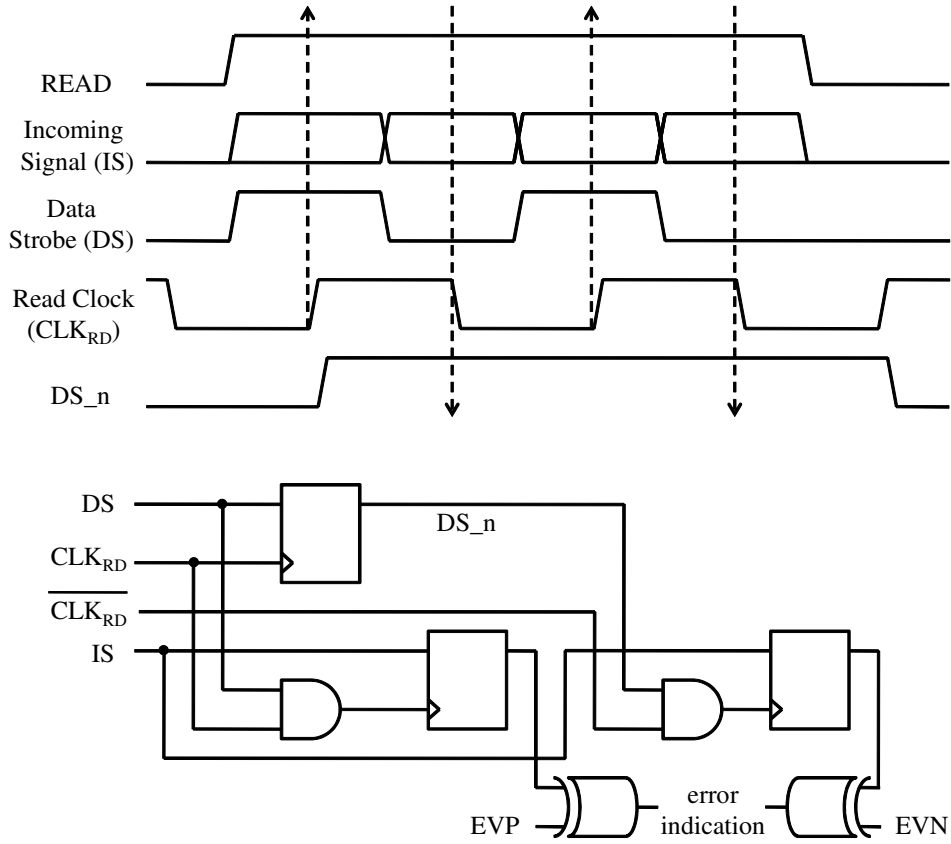 READ
Incoming
Signal (IS)
Data
Strobe (DS)
Read Clock
(CLK_RD)
DS_n
DS
DS_n
CLK_RD
CLK_RD
IS
EVP
error
indication
EVN